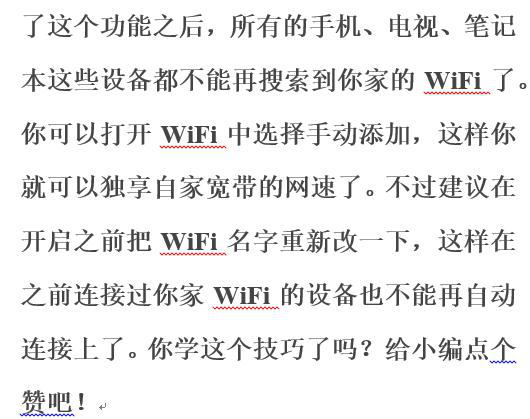 了这个功能之后，所有的手机、电视、笔记
本这些设备都不能再搜索到你家的 WiFi 了。
你可以打开 WiFi 中选择手动添加，这样你
就可以独享自家宽带的网速了。不过建议在
开启之前把 WiFi 名字重新改一下，这样在
之前连接过你家 WiFi 的设备也不能再自动
连接上了。你学这个技巧了吗？给小编点个
赞吧！